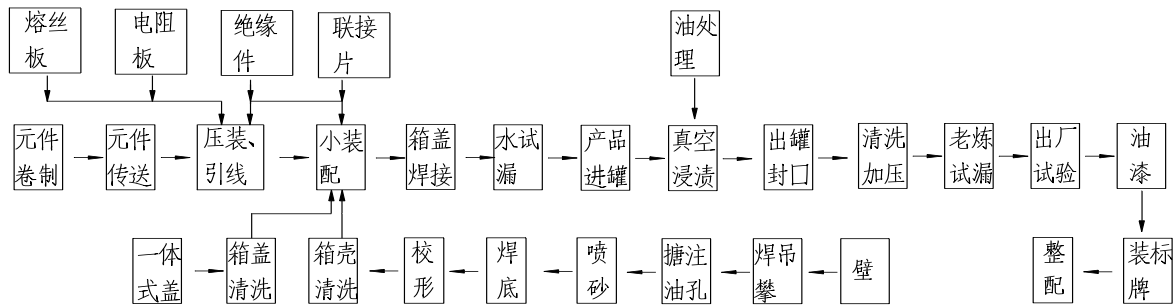 熔丝
板
电阻
板
绝缘
件
联接
片
油处
理
元件
卷制
元件
传送
压装、
引线
小装
配
箱盖
焊接
水试
漏
产品
进罐
真空
浸渍
出罐
封口
清洗
加压
老炼
试漏
出厂
试验
油
漆
一体
式盖
箱盖
清洗
箱壳
清洗
校
形
焊
底
喷
砂
搪注
油孔
焊吊
攀
壁
整
配
装标
牌